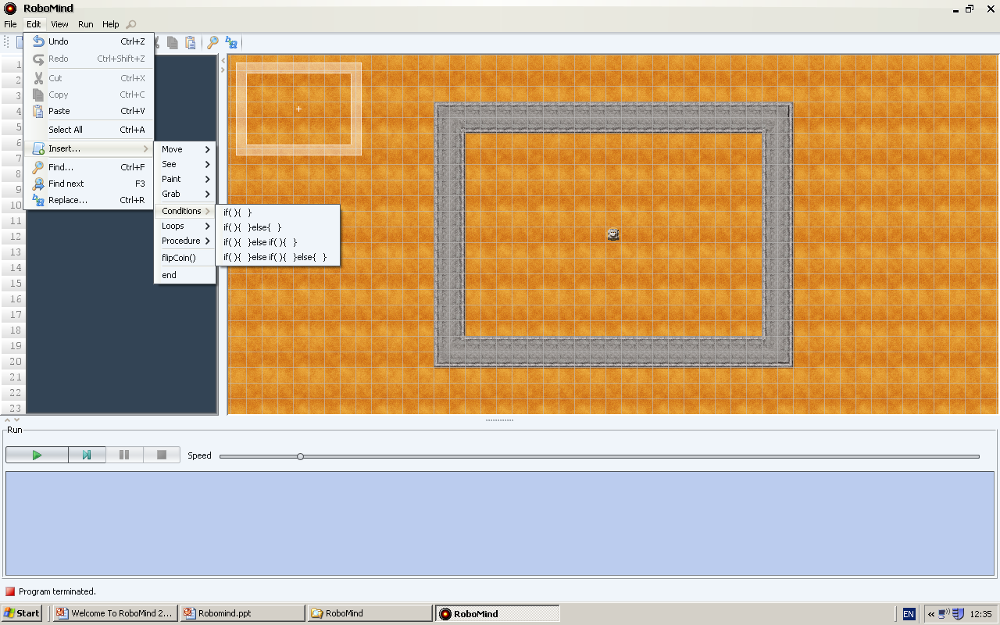 RoboMind
File Edit View Run Help
Undo Ctrl+Z
Redo Ctrl+Shift+Z
Cut Ctrl+X
Copy Ctrl+C
Paste Ctrl+V
Select All Ctrl+A
Insert...
Find... Ctrl+F
Find next F3
Replace... Ctrl+R
Move
See
Paint
Grab
Conditions
Loops
Procedure
flipCoin()
end
if( ){ }
if( ){ }else{ }
if( ){ }else if( ){ }
if( ){ }else if( ){ }else{ }
1
2
3
4
5
6
7
8
9
10
11
12
13
14
15
16
17
18
19
20
21
22
23
Run
Speed
Program terminated.
Start
Welcome To RoboMind 2...
Robomind.ppt
RoboMind
RoboMind
EN
12:35